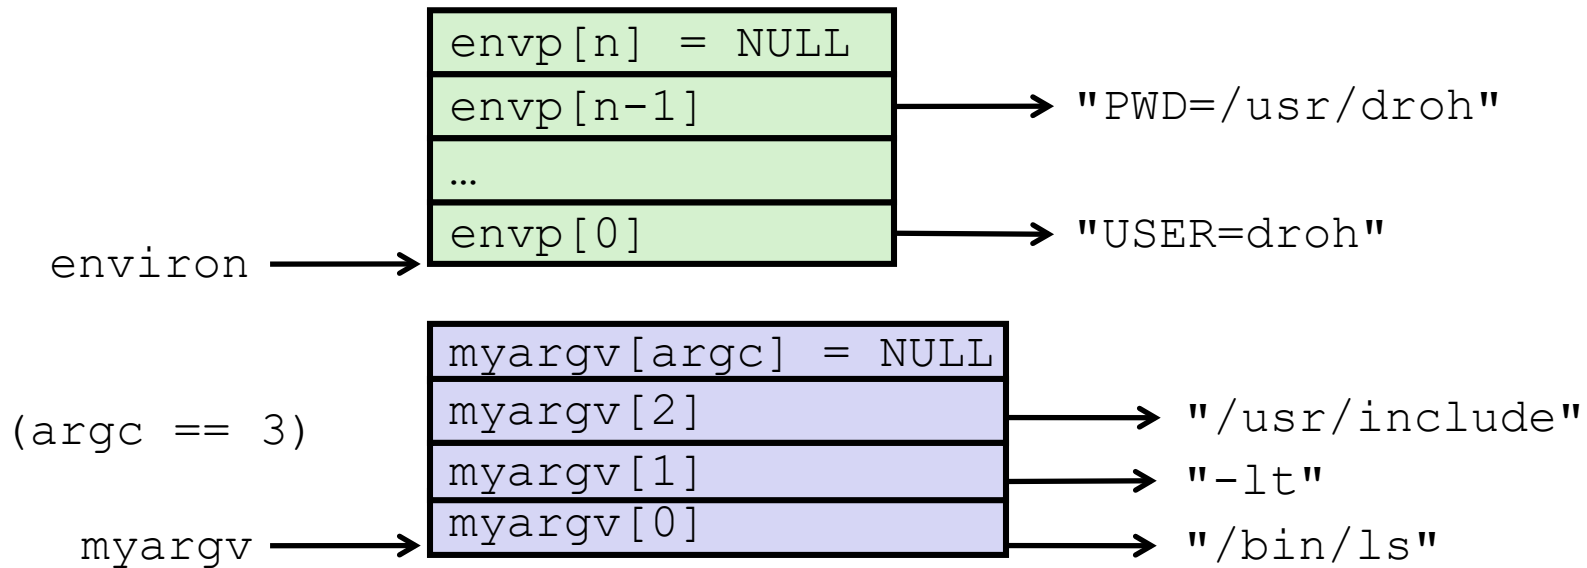 envp[n] = NULL
envp[n-1]
"PWD=/usr/droh"
…
envp[0]
"USER=droh"
environ
myargv[argc] = NULL
myargv[2]
"/usr/include"
(argc == 3)
myargv[1]
"-lt"
myargv[0]
myargv
"/bin/ls"